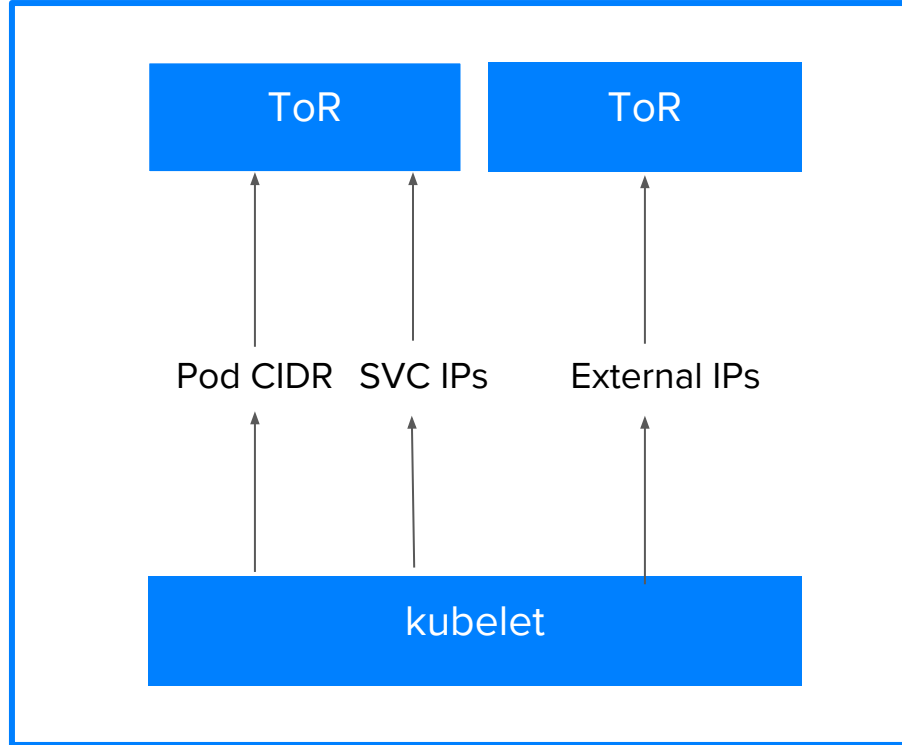 ToR
ToR
Pod CIDR
SVC IPs
External IPs
kubelet